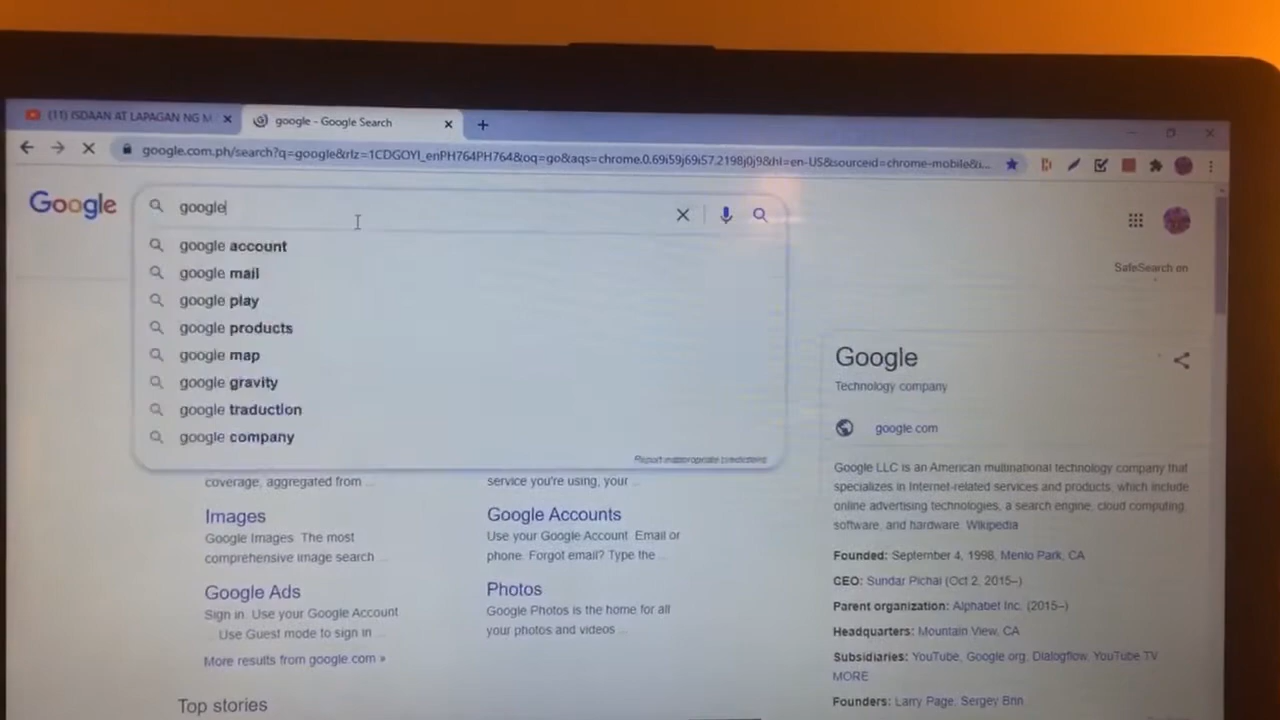 (11) ISDAAN AT LAPAGAN NG M
google - Google Search
google.com.ph/search?q=google&rlz=1CDGOYI_enPH764PH764&oq=go&aqs=chrome.0.69i59j69i57.2198j0j9&hl=en-US&sourceid=chrome-mobile&i...
Google
google
google account
google mail
google play
google products
google map
google gravity
google traduction
google company
Report inappropriate predictions
SafeSearch on
coverage, aggregated from ...
service you're using, your ...
Images
Google Images. The most
comprehensive image search ...
Google Accounts
Use your Google Account. Email or
phone. Forgot email? Type the ...
Google Ads
Sign in. Use your Google Account
... Use Guest mode to sign in ...
Photos
Google Photos is the home for all
your photos and videos ...
More results from google.com »
Top stories
Google
Technology company
google.com
Google LLC is an American multinational technology company that
specializes in Internet-related services and products, which include
online advertising technologies, a search engine, cloud computing,
software, and hardware. Wikipedia
Founded: September 4, 1998, Menlo Park, CA
CEO: Sundar Pichai (Oct 2, 2015–)
Parent organization: Alphabet Inc. (2015–)
Headquarters: Mountain View, CA
Subsidiaries: YouTube, Google.org, Dialogflow, YouTube TV
MORE
Founders: Larry Page, Sergey Brin